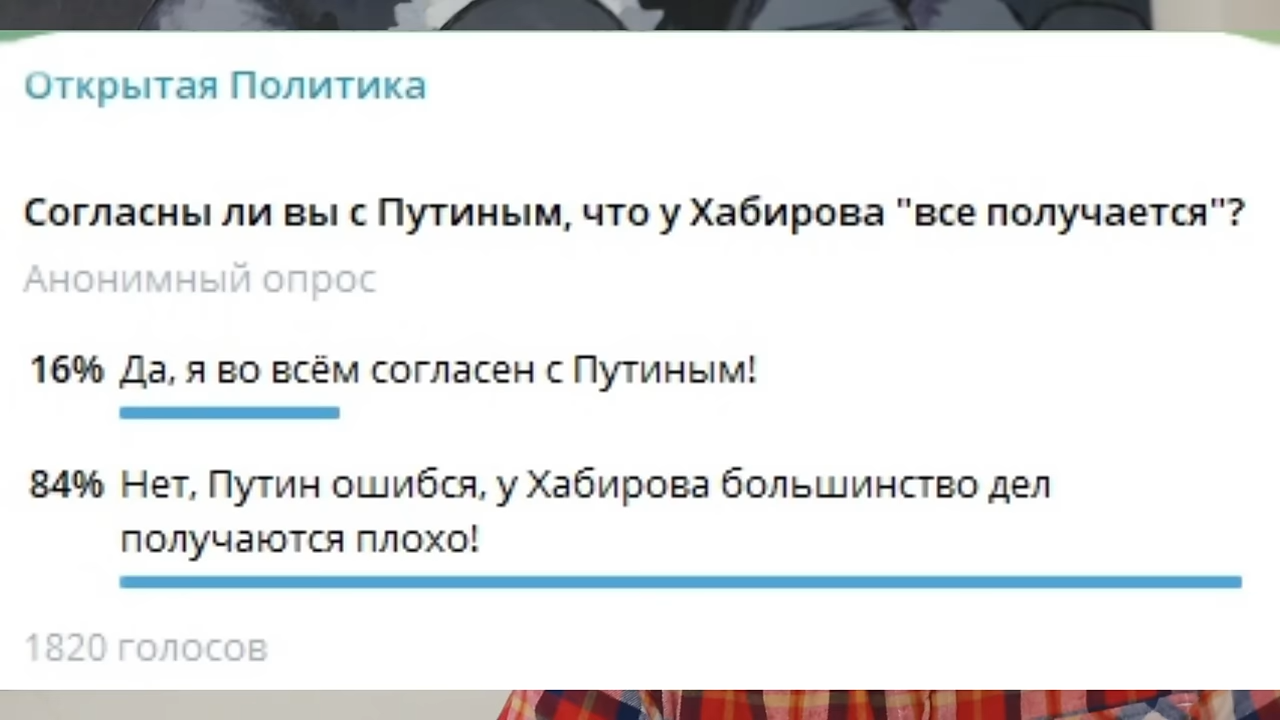 Открытая Политика
Согласны ли вы с Путиным, что у Хабирова "все получается"?
Анонимный опрос
16% Да, я во всём согласен с Путиным!
84% Нет, Путин ошибся, у Хабирова большинство дел
получаются плохо!
1820 голосов